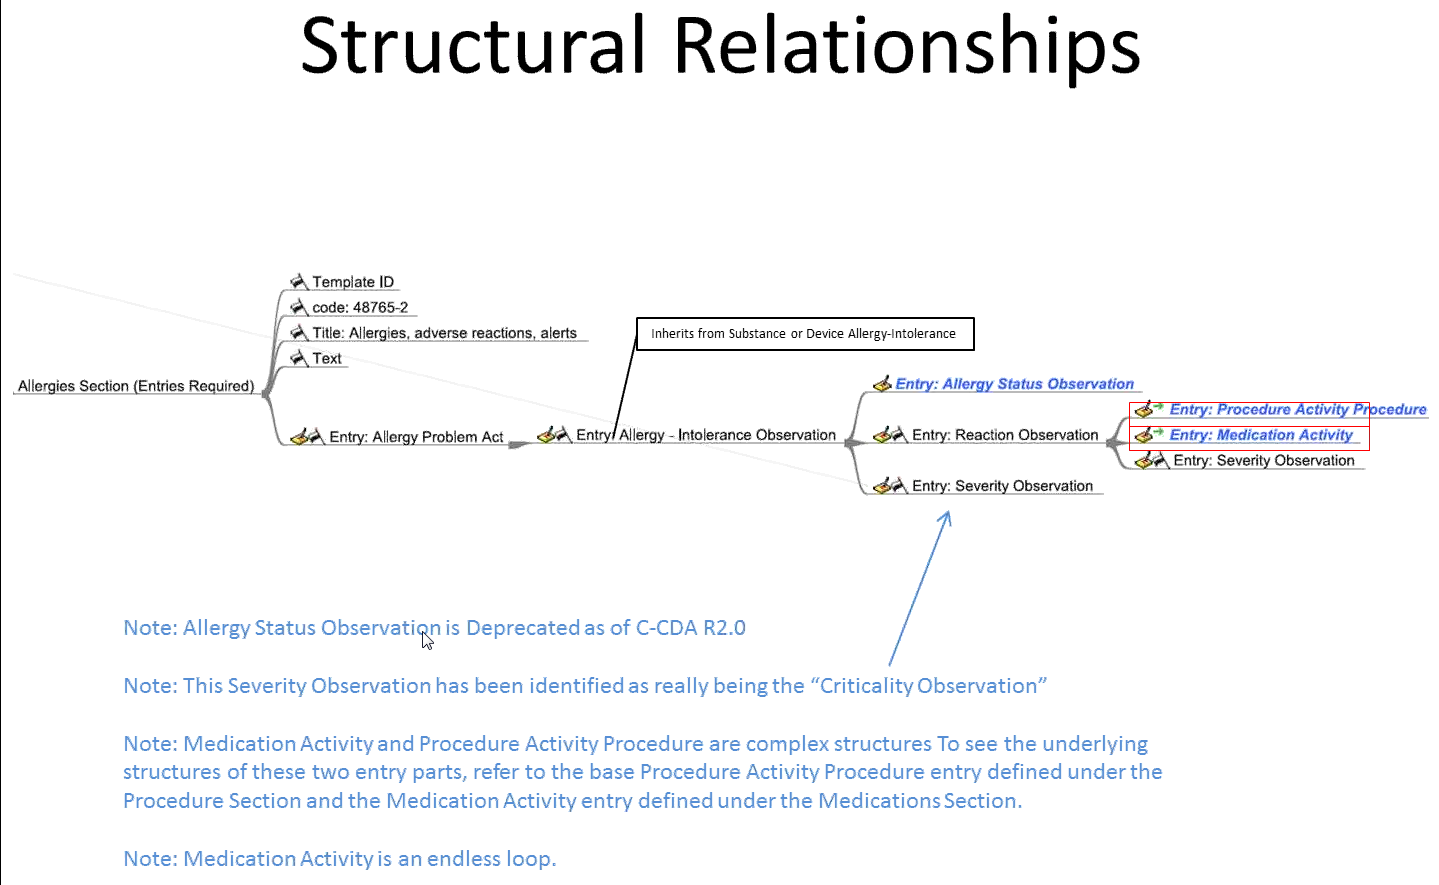 Structural Relationships
Template ID
code: 48765-2
Title: Allergies, adverse reactions, alerts
Inherits from Substance or Device Allergy-Intolerance
Text
Allergies Section (Entries Required)
Entry: Allergy Status Observation
Entry: Procedure Activity Procedure
Entry: Allergy Problem Act
Entry: Allergy - Intolerance Observation
Entry: Reaction Observation
Entry: Medication Activity
Entry: Severity Observation
Entry: Severity Observation
Note: Allergy Status Observation is Deprecated as of C-CDA R2.0
Note: This Severity Observation has been identified as really being the “Criticality Observation”
Note: Medication Activity and Procedure Activity Procedure are complex structures To see the underlying
structures of these two entry parts, refer to the base Procedure Activity Procedure entry defined under the
Procedure Section and the Medication Activity entry defined under the Medications Section.
Note: Medication Activity is an endless loop.